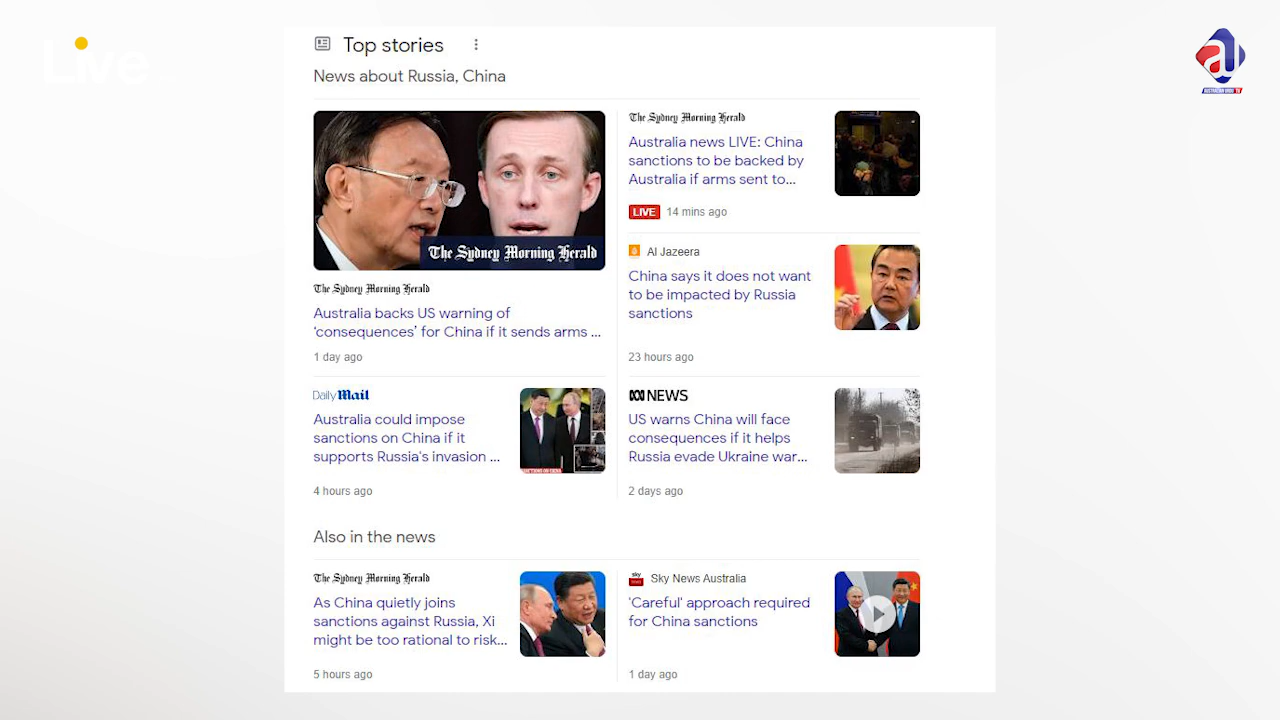 Live
Top stories
News about Russia, China
The Sydney Morning Herald
The Sydney Morning Herald
Australia backs US warning of
‘consequences’ for China if it sends arms ...
1 day ago
The Sydney Morning Herald
Australia news LIVE: China
sanctions to be backed by
Australia if arms sent to...
LIVE 14 mins ago
Al Jazeera
China says it does not want
to be impacted by Russia
sanctions
23 hours ago
Daily Mail
Australia could impose
sanctions on China if it
supports Russia's invasion ...
4 hours ago
NEWS
US warns China will face
consequences if it helps
Russia evade Ukraine war...
2 days ago
Also in the news
The Sydney Morning Herald
As China quietly joins
sanctions against Russia, Xi
might be too rational to risk...
5 hours ago
sky news
Sky News Australia
'Careful' approach required
for China sanctions
1 day ago
AUSTRALIAN URDU TV